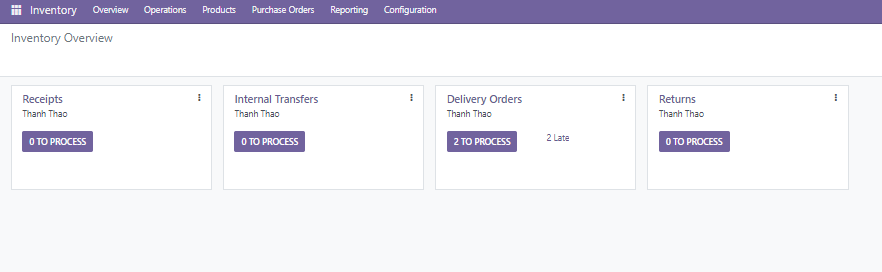 Inventory Overview Operations Products Purchase Orders Reporting Configuration
Inventory Overview
Receipts
Thanh Thao
0 TO PROCESS
Internal Transfers
Thanh Thao
0 TO PROCESS
Delivery Orders
Thanh Thao
2 TO PROCESS 2 Late
Returns
Thanh Thao
0 TO PROCESS